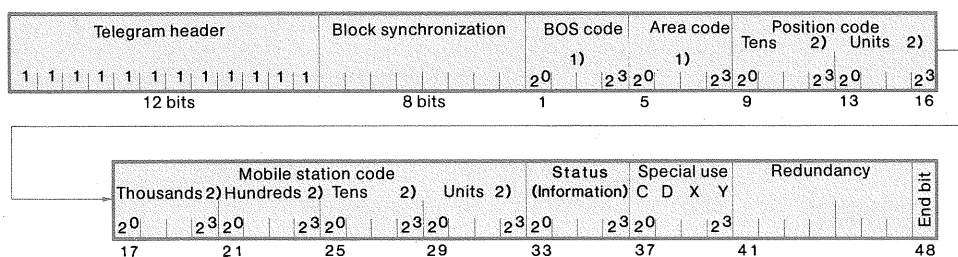 Telegram header Block synchronization BOS code Area code Position code
1) 1) Tens 2) Units 2)
1 1 1 1 1 1 1 1 1 1 1 1 2⁰ 2³ 2⁰ 2³ 2⁰ 2³ 2⁰ 2³
12 bits 8 bits 1 5 9 13 16
Mobile station code Status Special use Redundancy End bit
Thousands 2) Hundreds 2) Tens 2) Units 2) (Information) C D X Y
2⁰ 2³ 2⁰ 2³ 2⁰ 2³ 2⁰ 2³ 2⁰ 2³ 2⁰ 2³
17 21 25 29 33 37 41 48